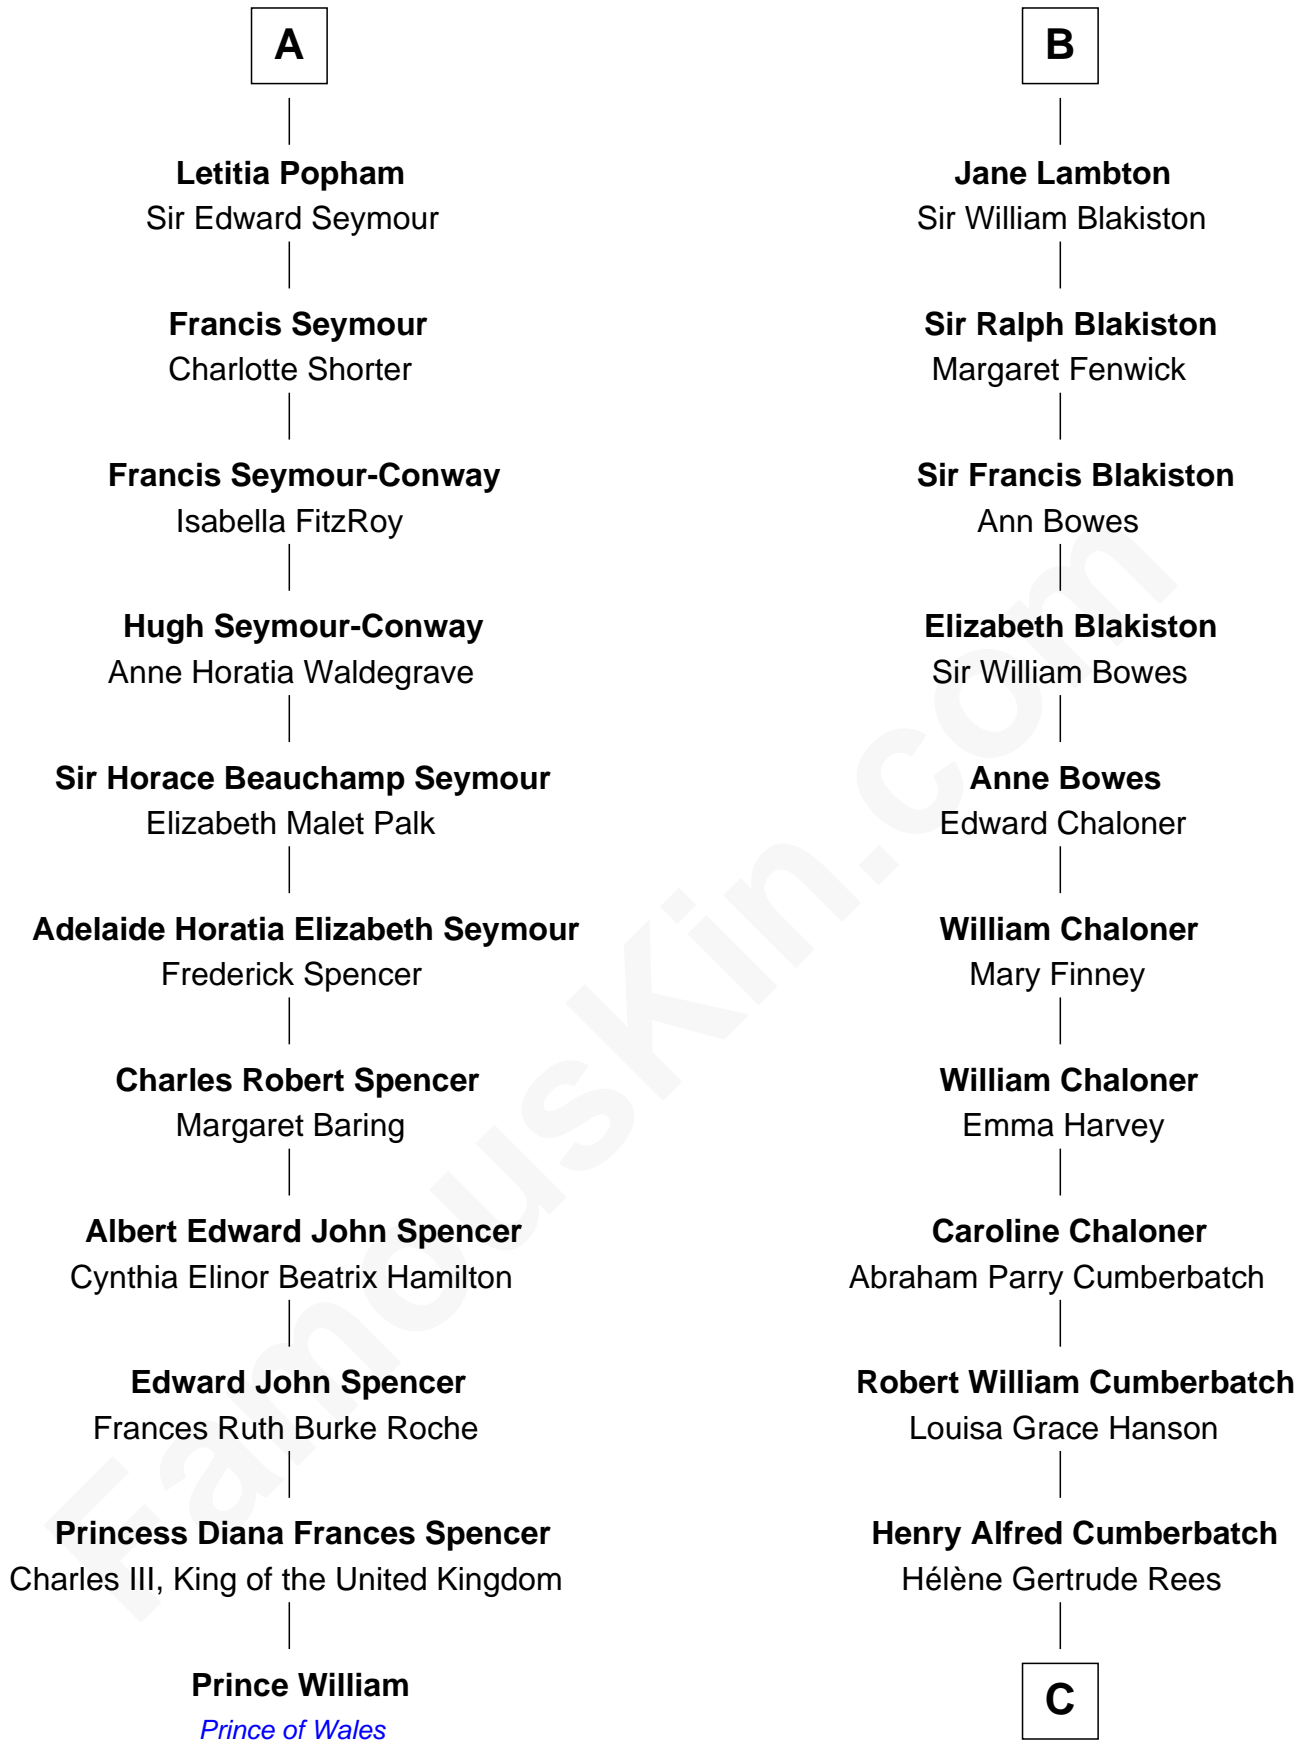 A
Letitia Popham
Sir Edward Seymour
Francis Seymour
Charlotte Shorter
Francis Seymour-Conway
Isabella FitzRoy
Hugh Seymour-Conway
Anne Horatia Waldegrave
Sir Horace Beauchamp Seymour
Elizabeth Malet Palk
Adelaide Horatia Elizabeth Seymour
Frederick Spencer
Charles Robert Spencer
Margaret Baring
Albert Edward John Spencer
Cynthia Elinor Beatrix Hamilton
Edward John Spencer
Frances Ruth Burke Roche
Princess Diana Frances Spencer
Charles III, King of the United Kingdom
Prince William
Prince of Wales
B
Jane Lambton
Sir William Blakiston
Sir Ralph Blakiston
Margaret Fenwick
Sir Francis Blakiston
Ann Bowes
Elizabeth Blakiston
Sir William Bowes
Anne Bowes
Edward Chaloner
William Chaloner
Mary Finney
William Chaloner
Emma Harvey
Caroline Chaloner
Abraham Parry Cumberbatch
Robert William Cumberbatch
Louisa Grace Hanson
Henry Alfred Cumberbatch
Hélène Gertrude Rees
C
FamousKin.com